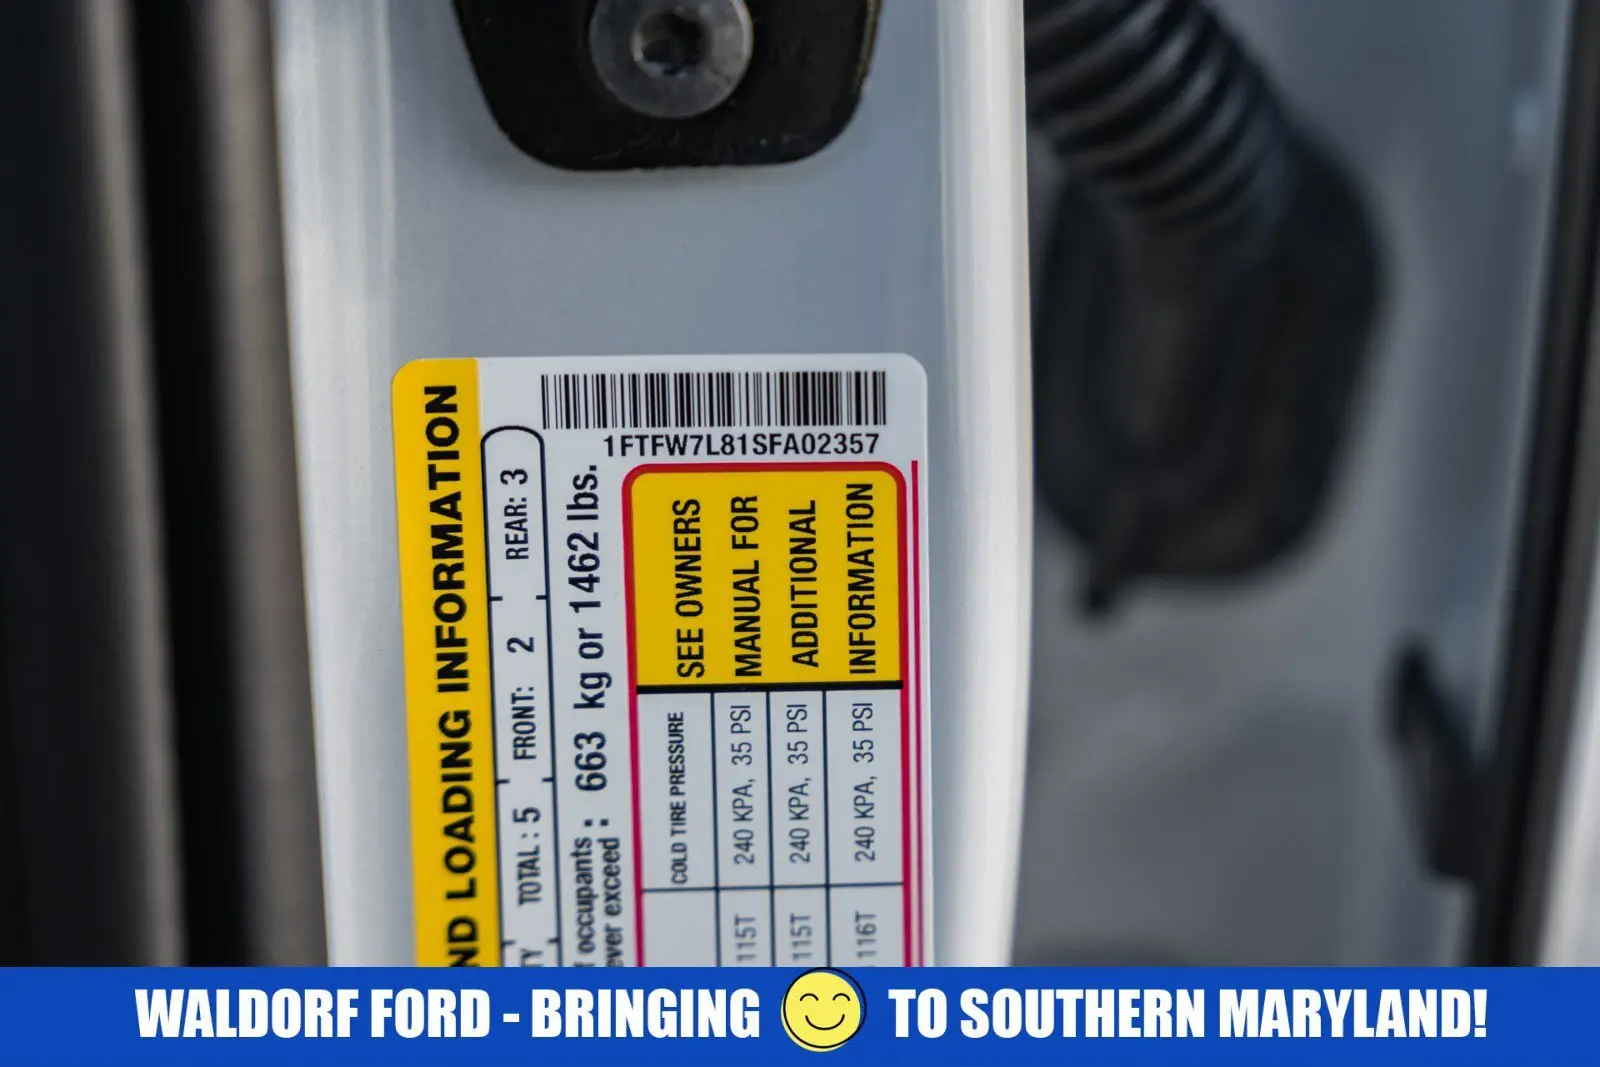 1FTFW7L81SFA02357
ND LOADING INFORMATION
TOTAL : 5 FRONT: 2 REAR: 3
occupants : 663 kg or 1462 lbs.
ever exceed :
COLD TIRE PRESSURE
115T 240 KPA, 35 PSI
115T 240 KPA, 35 PSI
116T 240 KPA, 35 PSI
SEE OWNERS
MANUAL FOR
ADDITIONAL
INFORMATION
WALDORF FORD - BRINGING TO SOUTHERN MARYLAND!